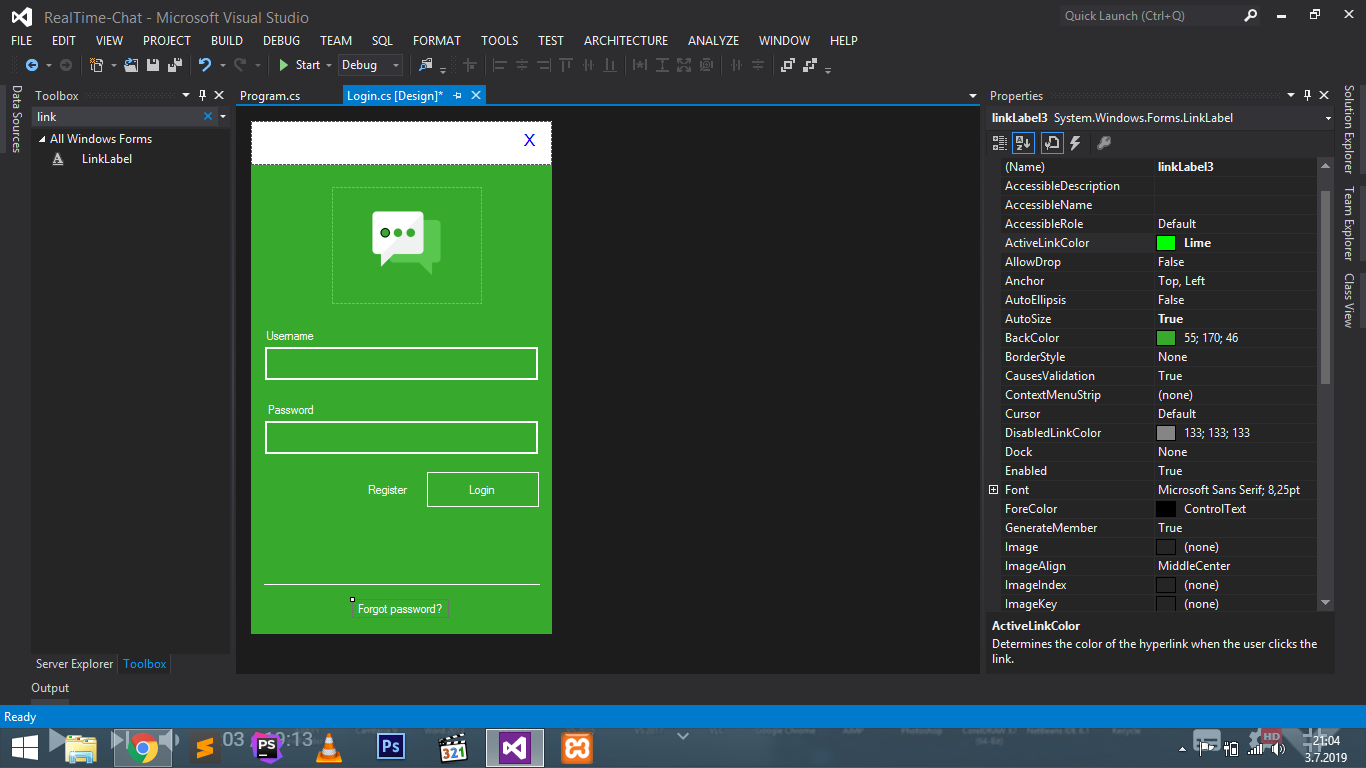 RealTime-Chat - Microsoft Visual Studio
Quick Launch (Ctrl+Q)
FILE EDIT VIEW PROJECT BUILD DEBUG TEAM SQL FORMAT TOOLS TEST ARCHITECTURE ANALYZE WINDOW HELP
Start Debug
Data Sources
Toolbox
link
All Windows Forms
LinkLabel
Server Explorer Toolbox
Output
Program.cs Login.cs [Design]*
X
Username
Password
Register Login
Forgot password?
Properties
linkLabel3 System.Windows.Forms.LinkLabel
(Name) linkLabel3
AccessibleDescription
AccessibleName
AccessibleRole Default
ActiveLinkColor Lime
AllowDrop False
Anchor Top, Left
AutoEllipsis False
AutoSize True
BackColor 55; 170; 46
BorderStyle None
CausesValidation True
ContextMenuStrip (none)
Cursor Default
DisabledLinkColor 133; 133; 133
Dock None
Enabled True
Font Microsoft Sans Serif; 8,25pt
ForeColor ControlText
GenerateMember True
Image (none)
ImageAlign MiddleCenter
ImageIndex (none)
ImageKey (none)
ActiveLinkColor
Determines the color of the hyperlink when the user clicks the
link.
Solution Explorer
Team Explorer
Class View
Ready
PS
Ps
321
HD
21:04
3.7.2019